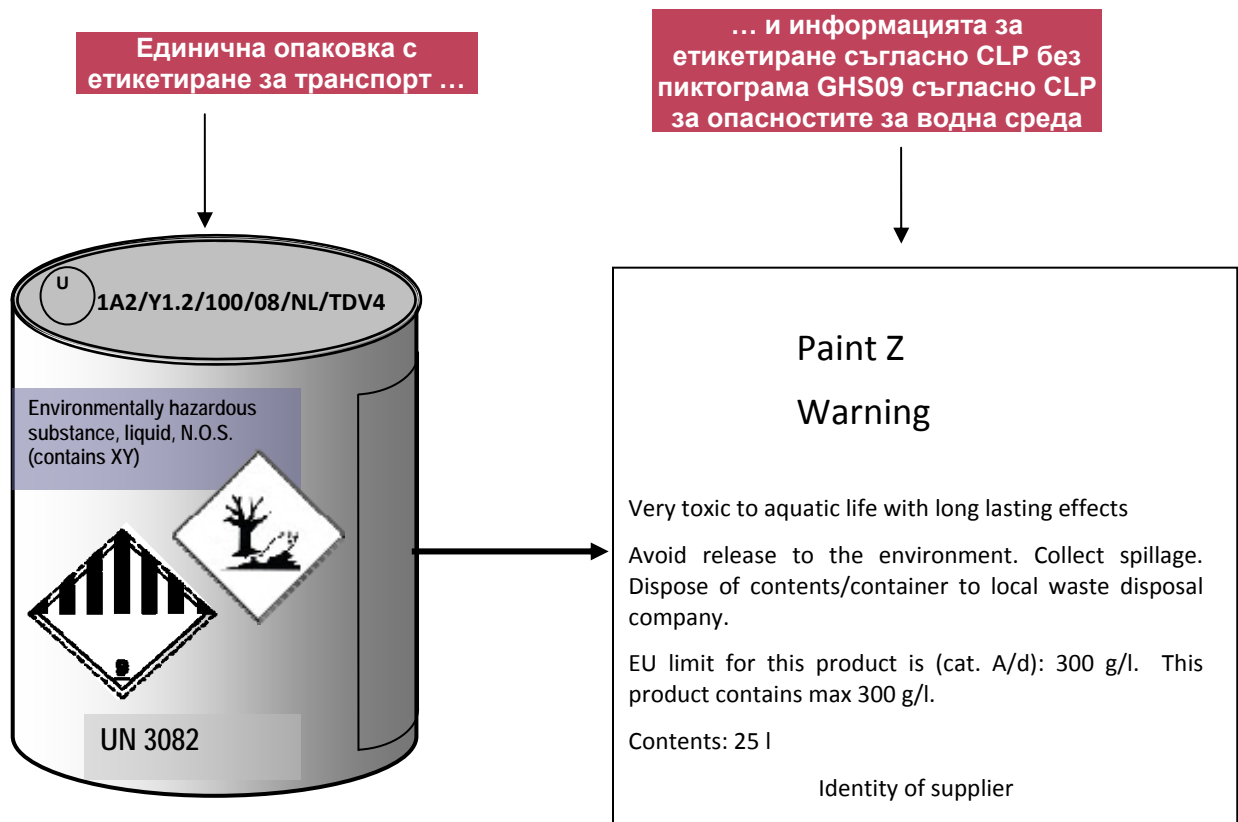 Единична опаковка с
етикетиране за транспорт …
… и информацията за
етикетиране съгласно CLP без
пиктограма GHS09 съгласно CLP
за опасностите за водна среда
U
1A2/Y1.2/100/08/NL/TDV4
Environmentally hazardous
substance, liquid, N.O.S.
(contains XY)
9
UN 3082
Paint Z
Warning
Very toxic to aquatic life with long lasting effects
Avoid release to the environment. Collect spillage.
Dispose of contents/container to local waste disposal
company.
EU limit for this product is (cat. A/d): 300 g/l. This
product contains max 300 g/l.
Contents: 25 l
Identity of supplier